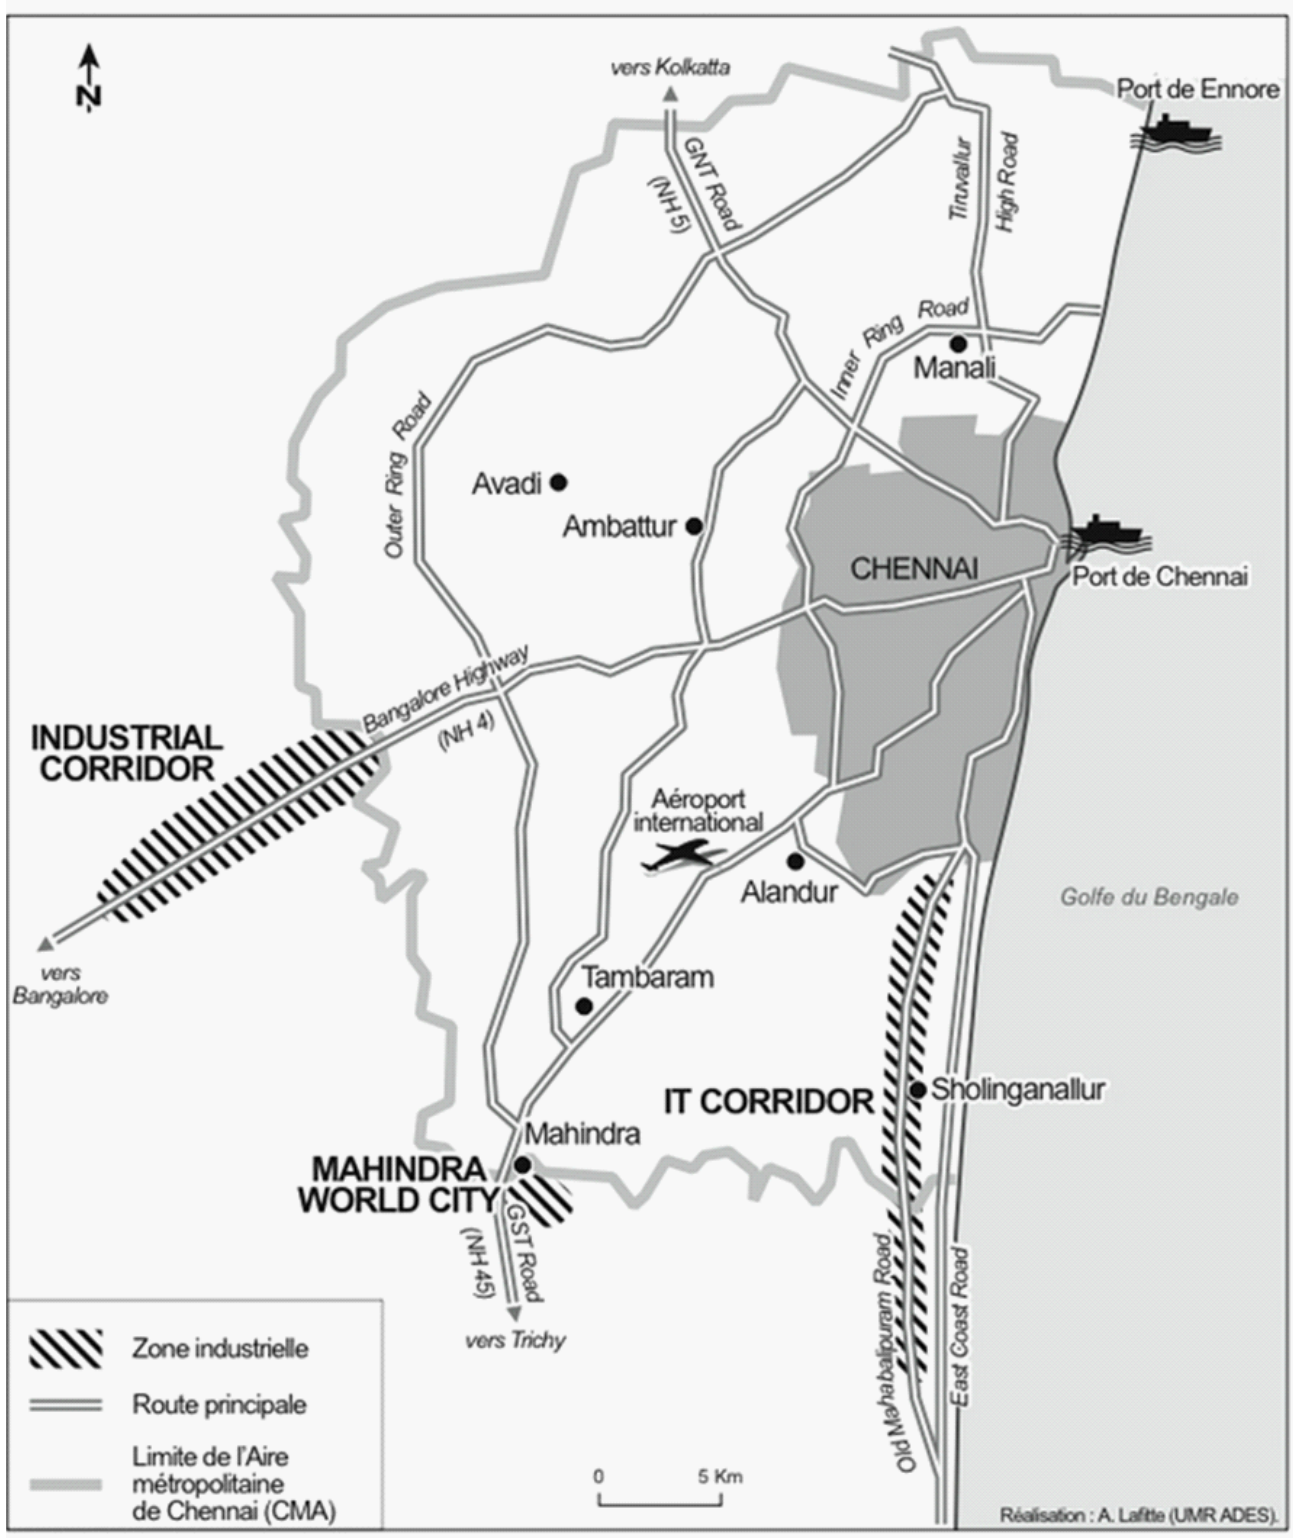 N
vers Kolkatta
Port de Ennore
GNT Road
(NH 5)
Tiruvallur
High Road
Inner Ring Road
Manali
Outer Ring Road
Avadi
Ambattur
CHENNAI
Port de Chennai
Bangalore Highway
(NH 4)
INDUSTRIAL
CORRIDOR
Aéroport
international
Alandur
Golfe du Bengale
vers
Bangalore
Tambaram
IT CORRIDOR
Sholinganallur
Mahindra
MAHINDRA
WORLD CITY
GST Road
(NH 45)
vers Trichy
Old Mahabalipuram Road
East Coast Road
Zone industrielle
Route principale
Limite de l'Aire
métropolitaine
de Chennai (CMA)
0 5 Km
Réalisation : A. Lafitte (UMR ADES).